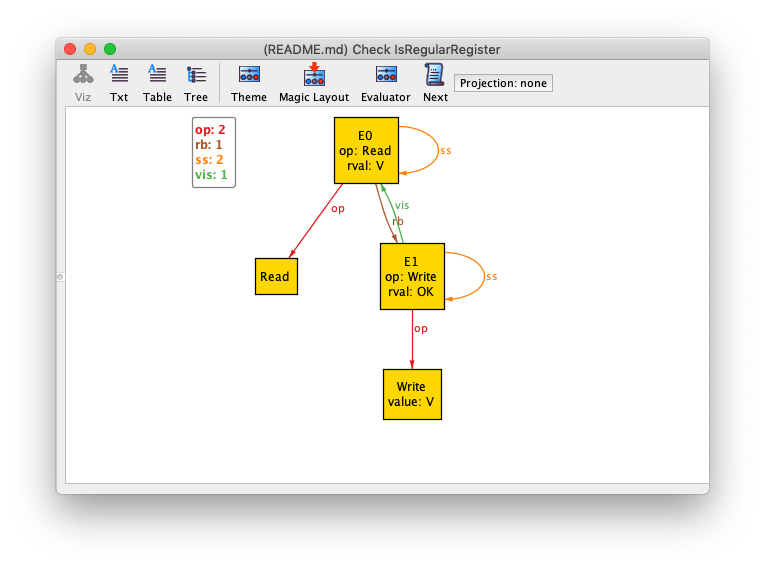 (README.md) Check IsRegularRegister
Viz
Txt
Table
Tree
Theme
Magic Layout
Evaluator
Next
Projection: none
op: 2
rb: 1
ss: 2
vis: 1
E0
op: Read
rval: V
ss
op
vis
rb
Read
E1
op: Write
rval: OK
ss
op
Write
value: V